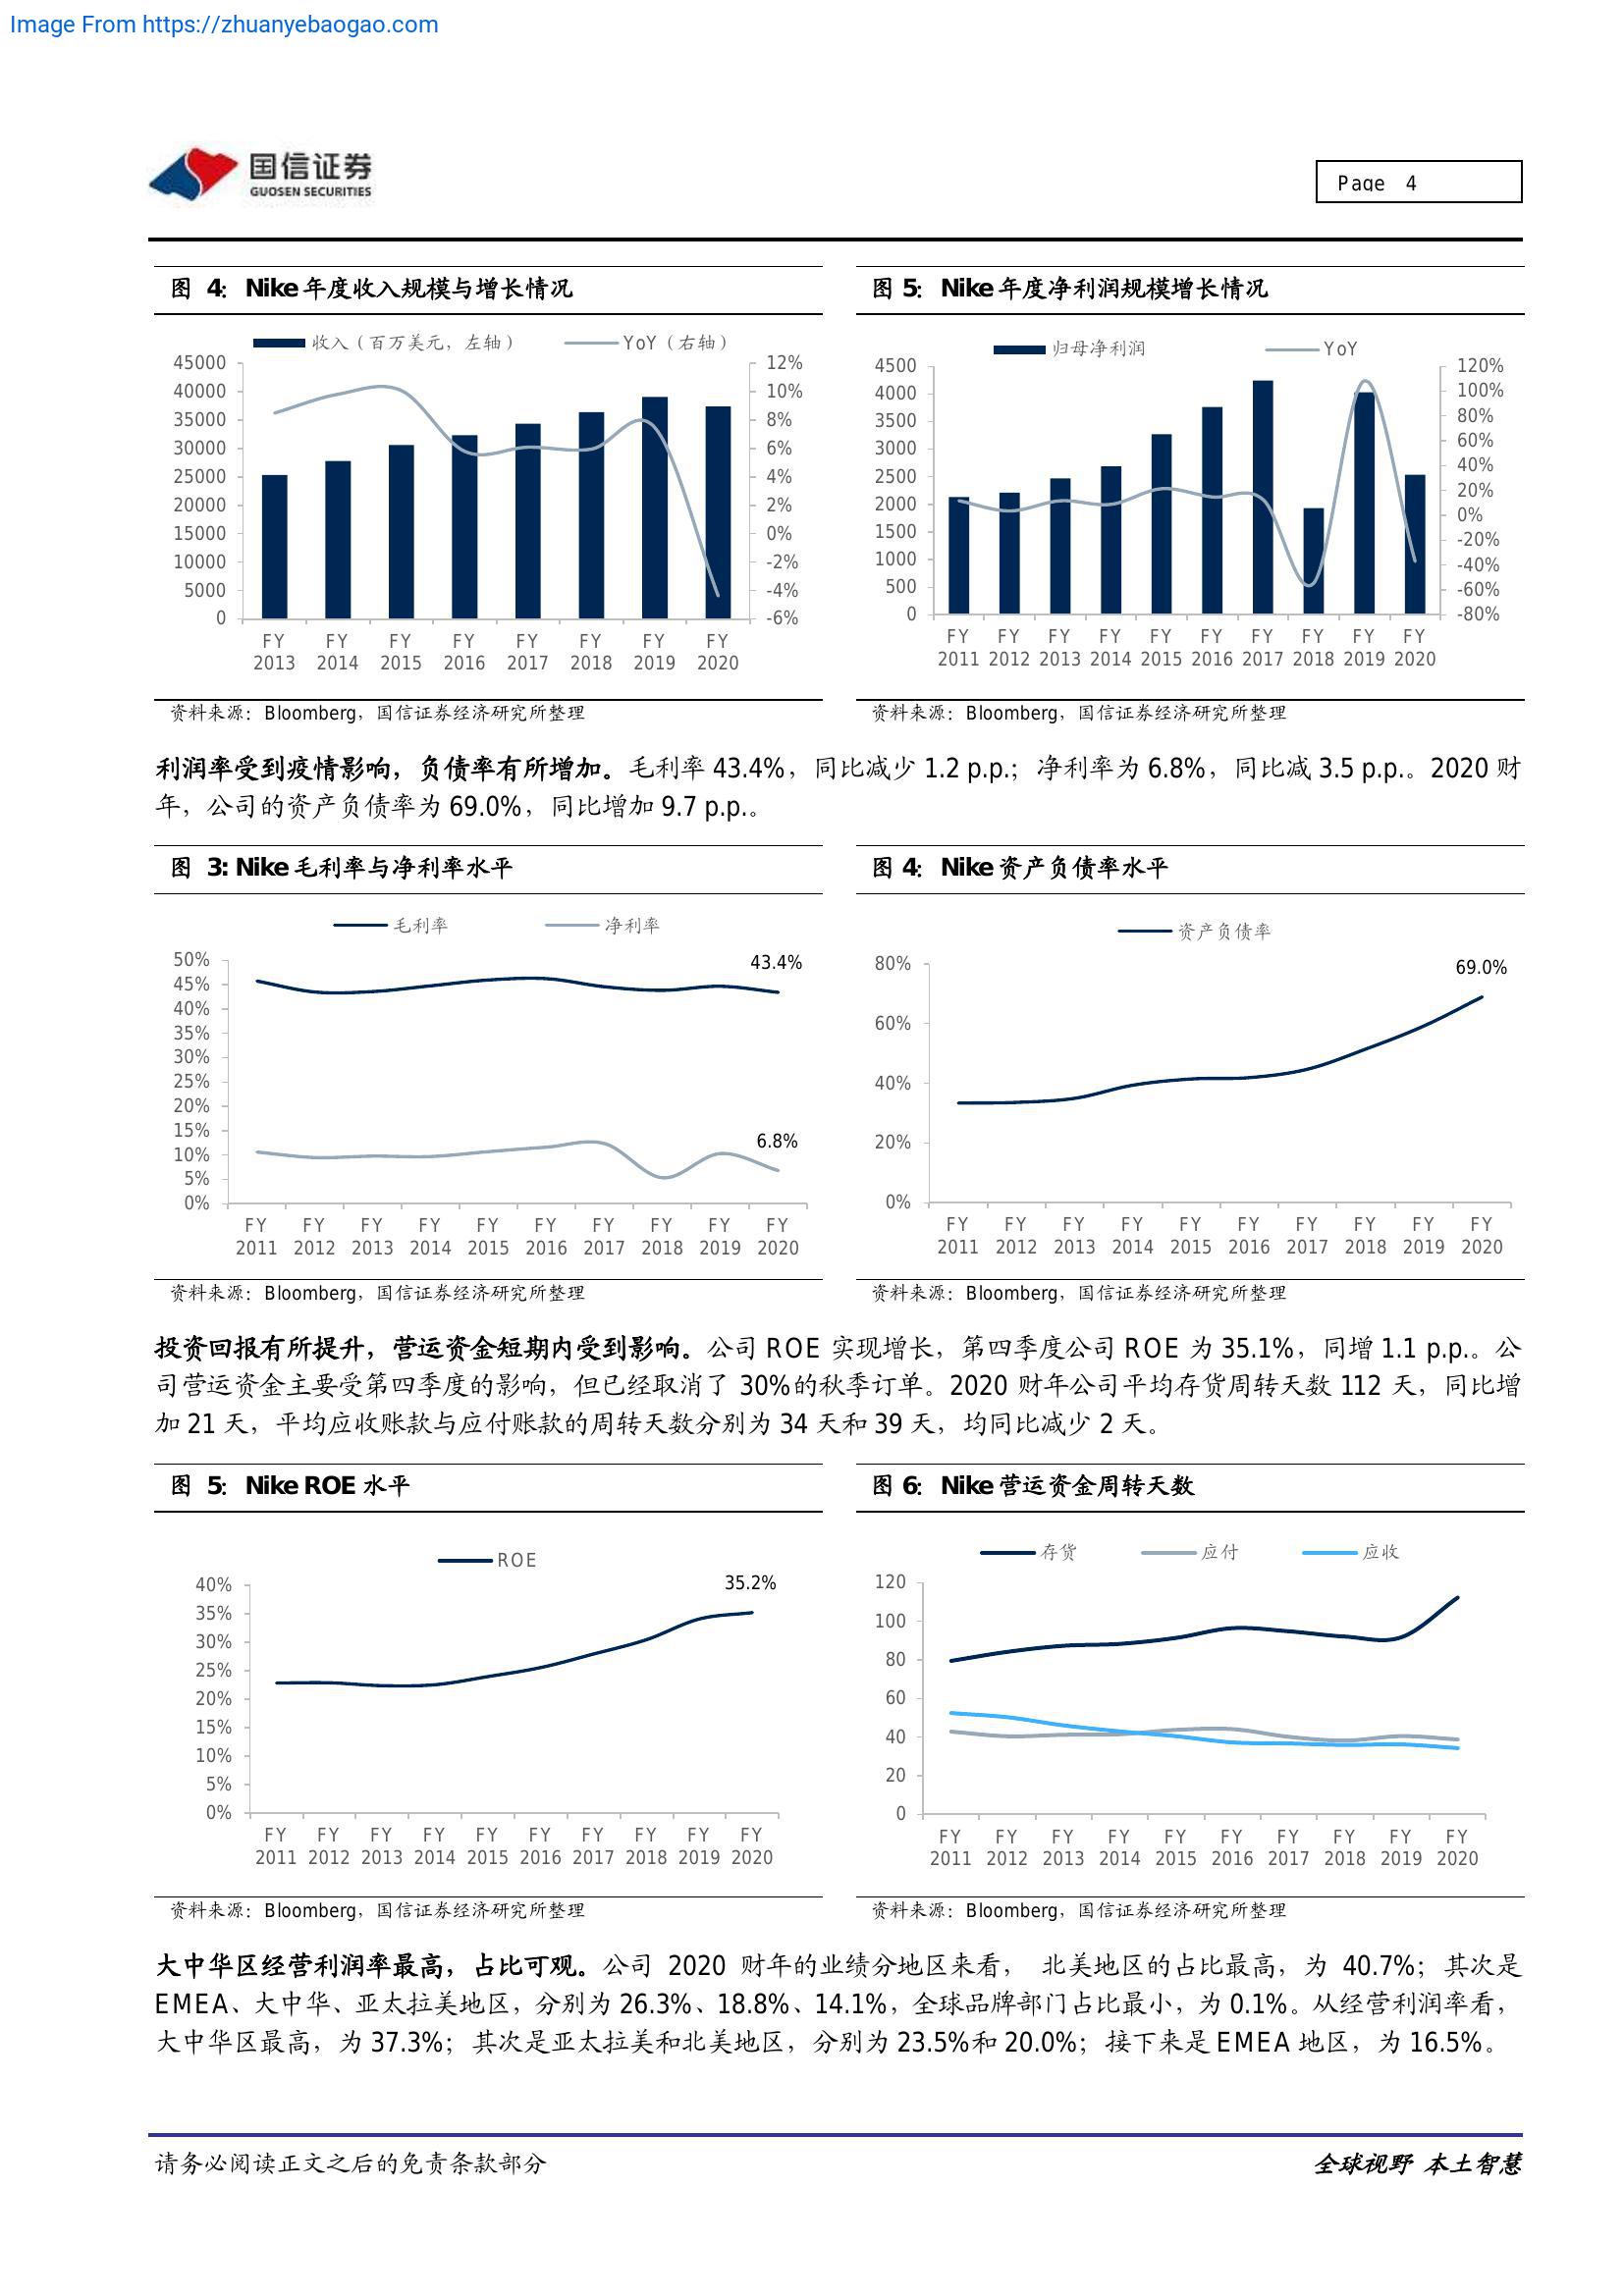 Image From https://zhuanyebaogao.com
国信证券
GUOSEN SECURITIES
Page 4
图 4: Nike年度收入规模与增长情况
收入（百万美元，左轴） YoY（右轴）
45000
40000
35000
30000
25000
20000
15000
10000
5000
0
12%
10%
8%
6%
4%
2%
0%
-2%
-4%
-6%
FY FY FY FY FY FY FY FY
2013 2014 2015 2016 2017 2018 2019 2020
资料来源：Bloomberg，国信证券经济研究所整理
图 5: Nike年度净利润规模增长情况
归母净利润 YoY
4500
4000
3500
3000
2500
2000
1500
1000
500
0
120%
100%
80%
60%
40%
20%
0%
-20%
-40%
-60%
-80%
FY FY FY FY FY FY FY FY FY FY
2011 2012 2013 2014 2015 2016 2017 2018 2019 2020
资料来源：Bloomberg，国信证券经济研究所整理
利润率受到疫情影响，负债率有所增加。毛利率 43.4%，同比减少 1.2 p.p.；净利率为 6.8%，同比减 3.5 p.p.。2020 财
年，公司的资产负债率为 69.0%，同比增加 9.7 p.p.。
图 3: Nike毛利率与净利率水平
毛利率 净利率
50%
45%
40%
35%
30%
25%
20%
15%
10%
5%
0%
43.4%
6.8%
FY FY FY FY FY FY FY FY FY FY
2011 2012 2013 2014 2015 2016 2017 2018 2019 2020
资料来源：Bloomberg，国信证券经济研究所整理
图 4: Nike资产负债率水平
资产负债率
80%
60%
40%
20%
0%
69.0%
FY FY FY FY FY FY FY FY FY FY
2011 2012 2013 2014 2015 2016 2017 2018 2019 2020
资料来源：Bloomberg，国信证券经济研究所整理
投资回报有所提升，营运资金短期内受到影响。公司 ROE 实现增长，第四季度公司 ROE 为 35.1%，同增 1.1 p.p.。公
司营运资金主要受第四季度的影响，但已经取消了 30%的秋季订单。2020 财年公司平均存货周转天数 112 天，同比增
加 21 天，平均应收账款与应付账款的周转天数分别为 34 天和 39 天，均同比减少 2 天。
图 5: Nike ROE 水平
ROE
40%
35%
30%
25%
20%
15%
10%
5%
0%
35.2%
FY FY FY FY FY FY FY FY FY FY
2011 2012 2013 2014 2015 2016 2017 2018 2019 2020
资料来源：Bloomberg，国信证券经济研究所整理
图 6: Nike营运资金周转天数
存货 应付 应收
120
100
80
60
40
20
0
FY FY FY FY FY FY FY FY FY FY
2011 2012 2013 2014 2015 2016 2017 2018 2019 2020
资料来源：Bloomberg，国信证券经济研究所整理
大中华区经营利润率最高，占比可观。公司 2020 财年的业绩分地区来看， 北美地区的占比最高，为 40.7%；其次是
EMEA、大中华、亚太拉美地区，分别为 26.3%、18.8%、14.1%，全球品牌部门占比最小，为 0.1%。从经营利润率看，
大中华区最高，为 37.3%；其次是亚太拉美和北美地区，分别为 23.5%和 20.0%；接下来是 EMEA 地区，为 16.5%。
请务必阅读正文之后的免责条款部分
全球视野 本土智慧